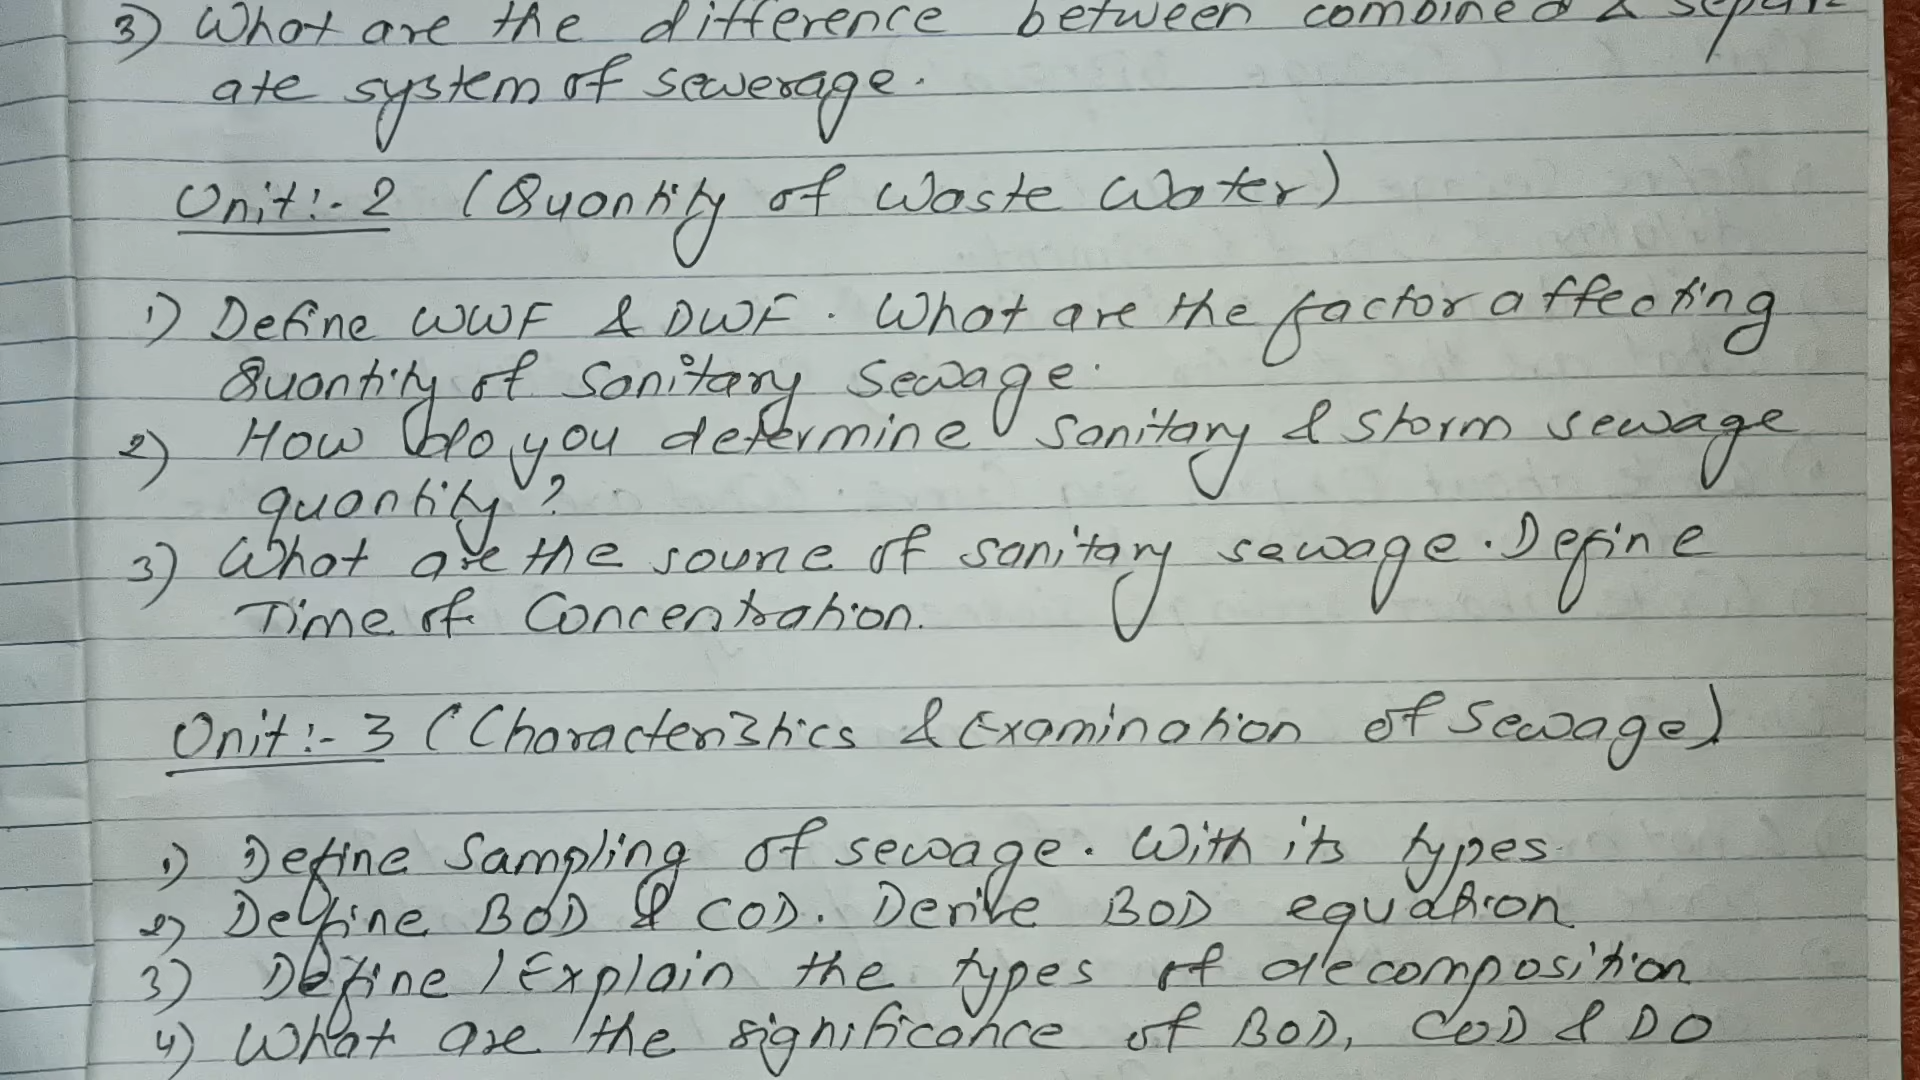 3) What are the difference between combined & separ-
ate system of sewerage.
Unit:- 2 (Quantity of Waste Water)
1) Define WWF & DWF. What are the factor affecting
Quantity of Sanitary Sewage.
2) How do you determine Sanitary & Storm sewage
quantity?
3) What are the sourse of sanitary sewage. Define
Time of Concentration.
Unit:- 3 (Characteristics & Examination of Sewage)
1) Define Sampling of sewage. With its types.
2) Define BOD & COD. Derive BOD equation
3) Define / Explain the types of decomposition
4) What are the significance of BOD, COD & DO